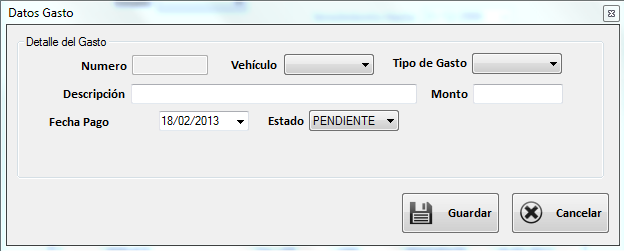 Datos Gasto
Detalle del Gasto
Numero Vehículo Tipo de Gasto
Descripción Monto
Fecha Pago 18/02/2013 Estado PENDIENTE
Guardar Cancelar